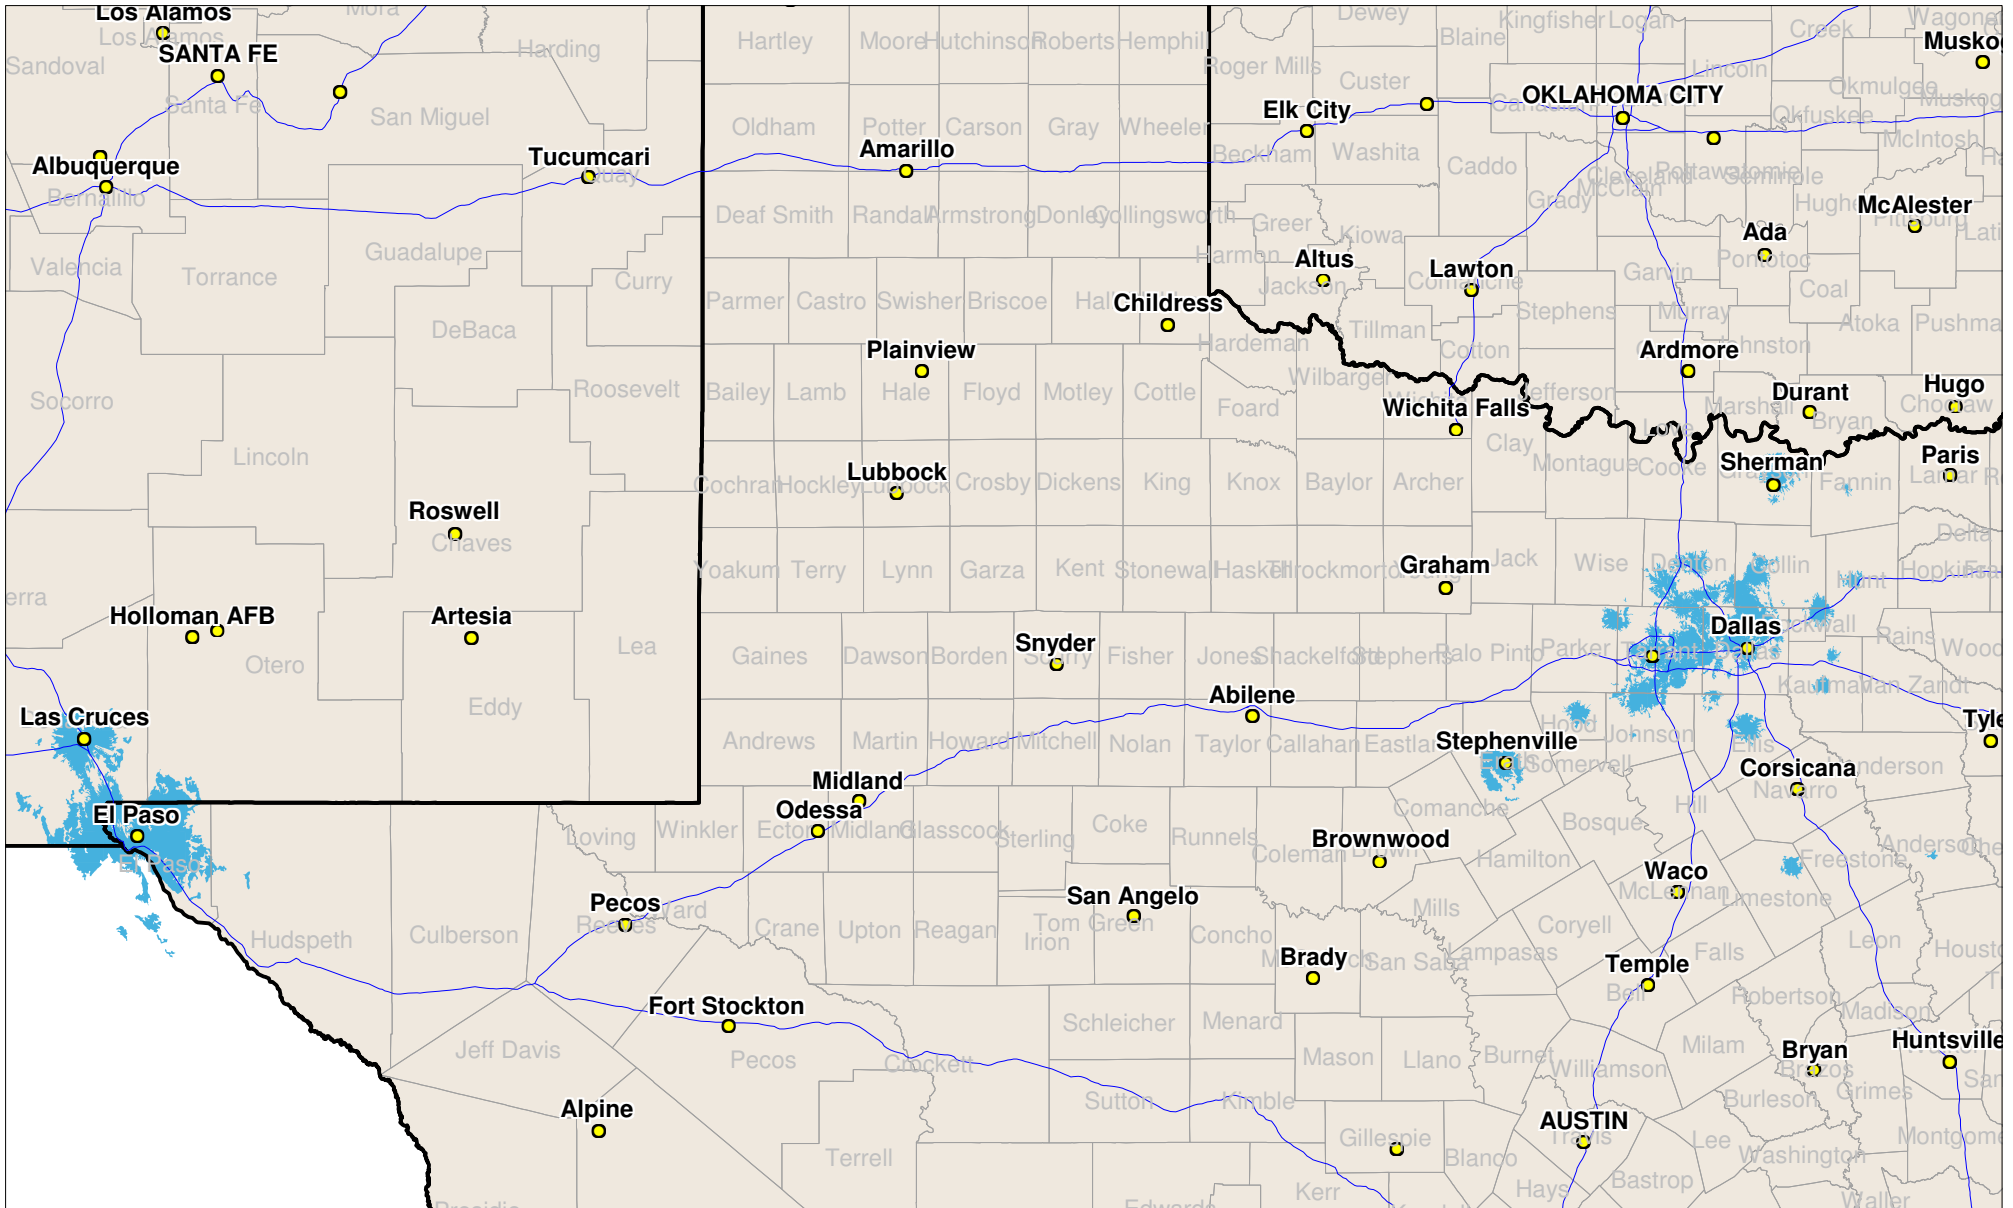 Los Alamos
Los Alamos
Mora
Harding
Sandoval
SANTA FE
Santa Fe
San Miguel
Hartley
Moore
Hutchinson
Roberts
Hemphill
Dewey
Kingfisher
Logan
Creek
Blaine
Roger Mills
Custer
Lincoln
Okmulgee
Oldham
Potter
Carson
Gray
Wheeler
Elk City
OKLAHOMA CITY
Okfuskee
McIntosh
Albuquerque
Bernalillo
Tucumcari
Quay
Amarillo
Beckham
Washita
Caddo
Grady
McClain
Cleveland
Pottawatomie
Seminole
McAlester
Pittsburg
Deaf Smith
Randall
Armstrong
Donley
Collingsworth
Greer
Kiowa
Ada
Pontotoc
Valencia
Torrance
Guadalupe
Curry
Harmon
Altus
Jackson
Lawton
Comanche
Garvin
Coal
Parmer
Castro
Swisher
Briscoe
Hall
Childress
DeBaca
Tillman
Stephens
Murray
Johnston
Atoka
Hardeman
Cotton
Plainview
Ardmore
Socorro
Roosevelt
Bailey
Lamb
Hale
Floyd
Motley
Cottle
Foard
Wilbarger
Wichita Falls
Jefferson
Marshall
Durant
Bryan
Hugo
Choctaw
Love
Lincoln
Cochran
Hockley
Lubbock
Lubbock
Crosby
Dickens
King
Knox
Baylor
Archer
Clay
Montague
Cooke
Sherman
Fannin
Paris
Lamar
Roswell
Chaves
Delta
Yoakum
Terry
Lynn
Garza
Kent
Stonewall
Haskell
Throckmorton
Graham
Jack
Wise
Denton
Collin
Hunt
Hopkins
Holloman AFB
Otero
Artesia
Lea
Gaines
Dawson
Borden
Snyder
Scurry
Fisher
Jones
Shackelford
Stephens
Palo Pinto
Parker
Tarrant
Dallas
Dallas
Rains
Eddy
Abilene
Kaufman
Van Zandt
Las Cruces
Andrews
Martin
Howard
Mitchell
Nolan
Taylor
Callahan
Stephenville
Erath
Somervell
Hood
Johnson
Ellis
Corsicana
Navarro
Henderson
El Paso
El Paso
Loving
Winkler
Ector
Odessa
Midland
Midland
Glasscock
Sterling
Coke
Runnels
Coleman
Brownwood
Brown
Comanche
Hamilton
Bosque
Hill
Waco
McLennan
Limestone
Freestone
Hudspeth
Culberson
Pecos
Reeves
Crane
Upton
Reagan
Irion
San Angelo
Tom Green
Concho
Brady
San Saba
Mills
Lampasas
Coryell
Temple
Bell
Falls
Leon
Robertson
Madison
Fort Stockton
Pecos
Jeff Davis
Crockett
Schleicher
Menard
Mason
Llano
Burnet
Williamson
Milam
Bryan
Brazos
Huntsville
Grimes
Burleson
Alpine
Terrell
Sutton
Kimble
Gillespie
Blanco
AUSTIN
Travis
Lee
Washington
Hays
Bastrop
Kerr
Waller